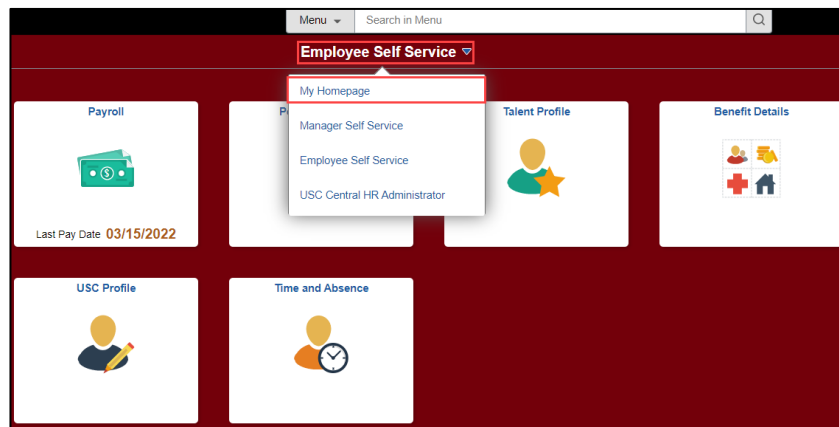 Menu
Search in Menu
Employee Self Service
My Homepage
Manager Self Service
Employee Self Service
USC Central HR Administrator
Payroll
Last Pay Date 03/15/2022
Talent Profile
Benefit Details
USC Profile
Time and Absence